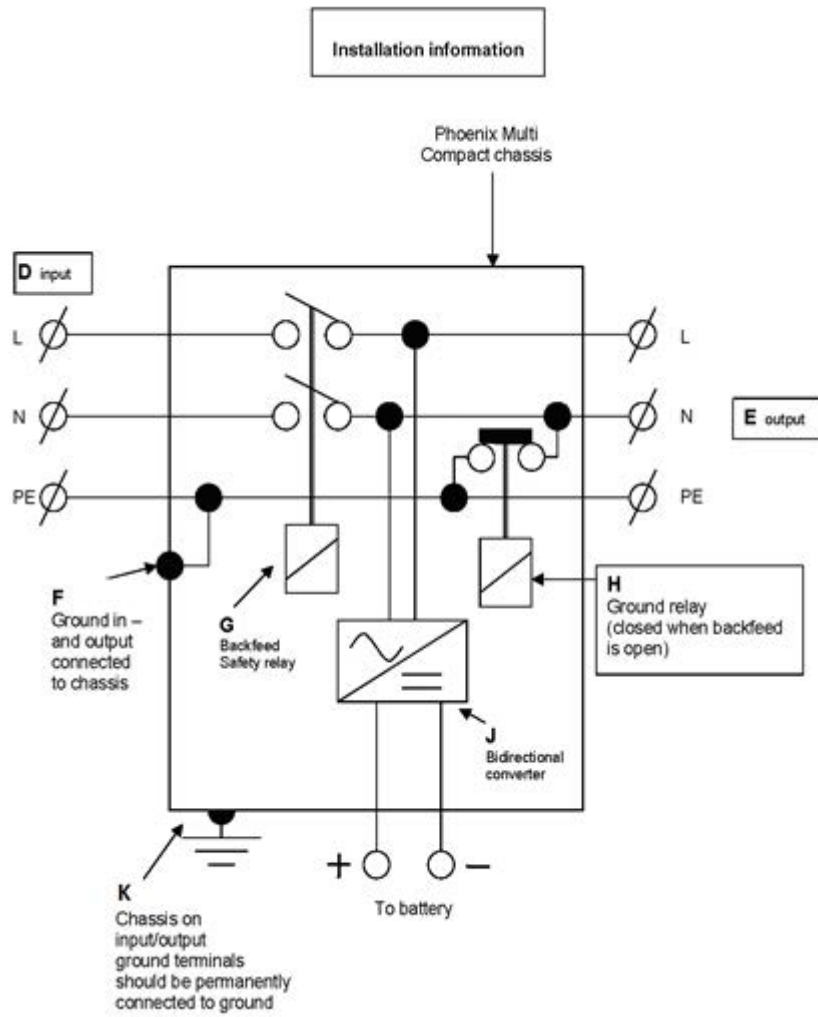 Installation information
Phoenix Multi
Compact chassis
D input
L
L
N
N
E output
PE
PE
F
Ground in –
and output
connected
to chassis
G
Backfeed
Safety relay
H
Ground relay
(closed when backfeed
is open)
J
Bidirectional
converter
+
–
To battery
K
Chassis on
input/output
ground terminals
should be permanently
connected to ground